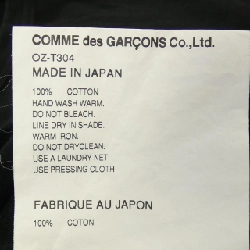 COMME des GARÇONS Co.,Ltd.
OZ-T304
MADE IN JAPAN
100% COTTON
HAND WASH WARM.
DO NOT BLEACH.
LINE DRY IN SHADE.
WARM IRON.
DO NOT DRYCLEAN.
USE A LAUNDRY NET
USE PRESSING CLOTH
FABRIQUE AU JAPON
100% COTON